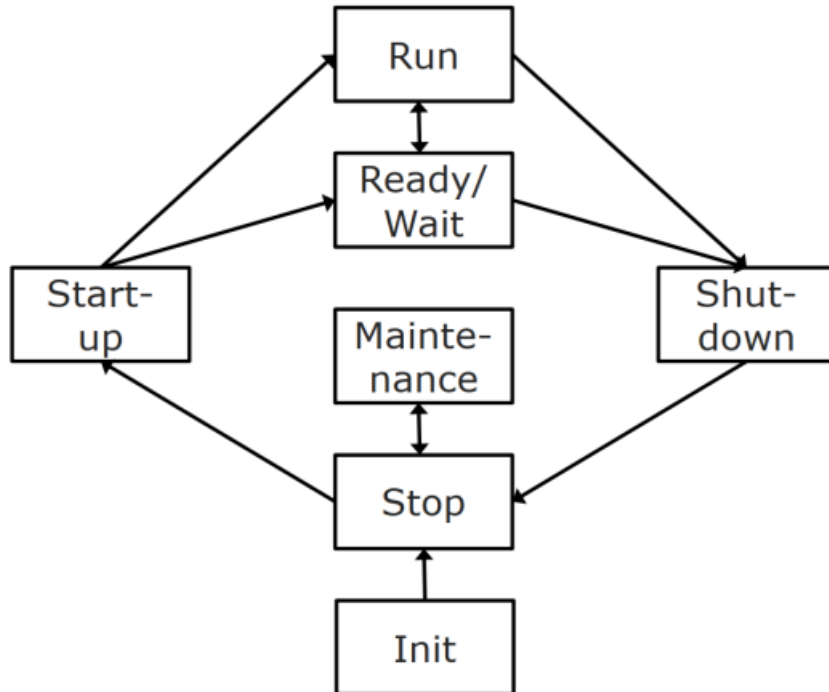 Run
Ready/
Wait
Start-
up
Shut-
down
Mainte-
nance
Stop
Init